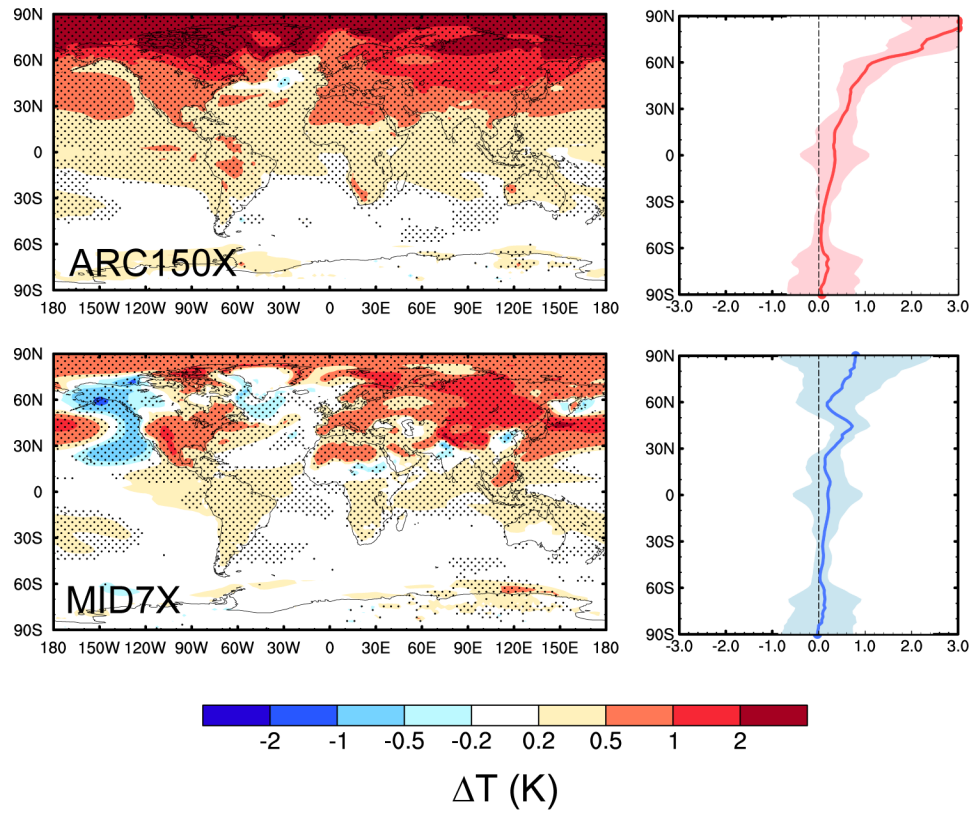 90N
60N
30N
0
30S
60S
90S
ARC150X
180 150W 120W 90W 60W 30W 0 30E 60E 90E 120E 150E 180
90N
60N
30N
0
30S
60S
90S
-3.0 -2.0 -1.0 0.0 1.0 2.0 3.0
90N
60N
30N
0
30S
60S
90S
MID7X
180 150W 120W 90W 60W 30W 0 30E 60E 90E 120E 150E 180
90N
60N
30N
0
30S
60S
90S
-3.0 -2.0 -1.0 0.0 1.0 2.0 3.0
-2 -1 -0.5 -0.2 0.2 0.5 1 2
ΔT (K)